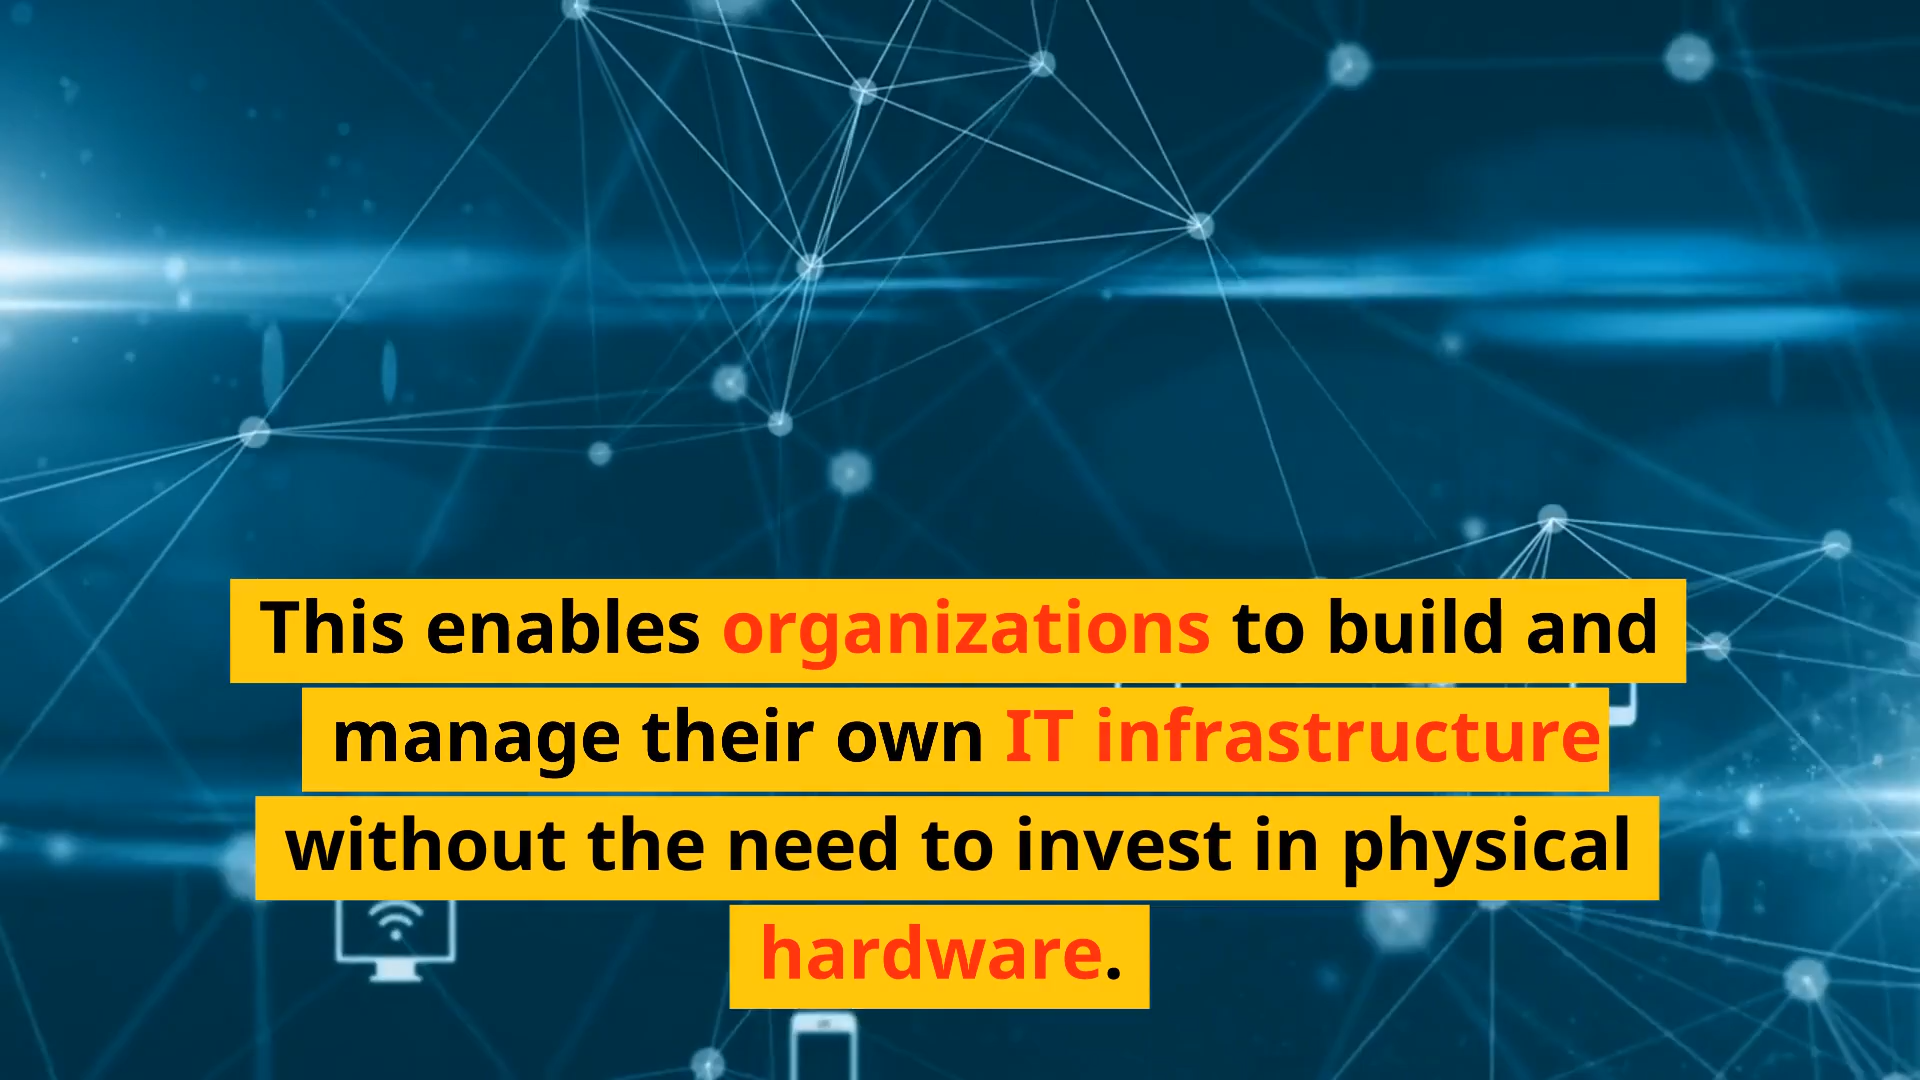 This enables organizations to build and
manage their own IT infrastructure
without the need to invest in physical
hardware.